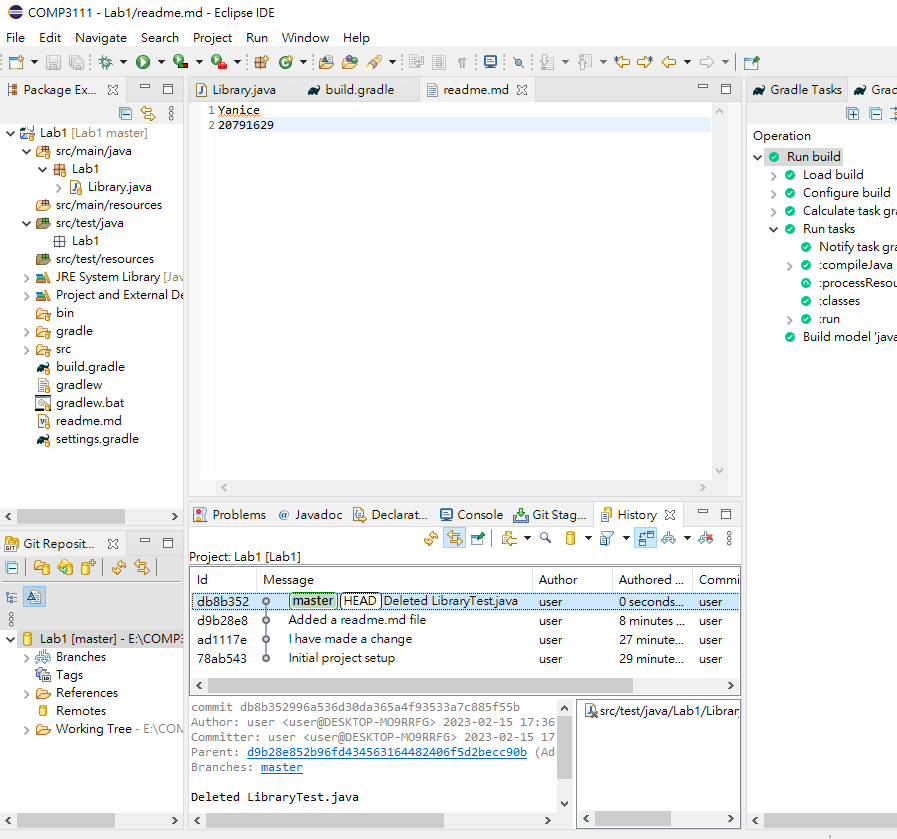 COMP3111 - Lab1/readme.md - Eclipse IDE
File Edit Navigate Search Project Run Window Help
Package Ex...
Lab1 [Lab1 master]
src/main/java
Lab1
Library.java
src/main/resources
src/test/java
Lab1
src/test/resources
JRE System Library [Jav
Project and External De
bin
gradle
src
build.gradle
gradlew
gradlew.bat
readme.md
settings.gradle
Git Reposit...
Lab1 [master] - E:\COMP3
Branches
Tags
References
Remotes
Working Tree - E:\COM
Library.java build.gradle readme.md
1 Yanice
2 20791629
Problems Javadoc Declarat... Console Git Stag... History
Project: Lab1 [Lab1]
Id Message Author Authored ... Commi
db8b352 master HEAD Deleted LibraryTest.java user 0 seconds... user
d9b28e8 Added a readme.md file user 8 minutes ... user
ad1117e I have made a change user 27 minute... user
78ab543 Initial project setup user 29 minute... user
commit db8b352996a536d30da365a4f93533a7c885f55b
Author: user <user@DESKTOP-MO9RRFG> 2023-02-15 17:36
Committer: user <user@DESKTOP-MO9RRFG> 2023-02-15 17
Parent: d9b28e852b96fd434563164482406f5d2becc90b (Ad
Branches: master
Deleted LibraryTest.java
src/test/java/Lab1/Library
Gradle Tasks Grad
Operation
Run build
Load build
Configure build
Calculate task gra
Run tasks
Notify task gra
:compileJava
:processResou
:classes
:run
Build model 'java